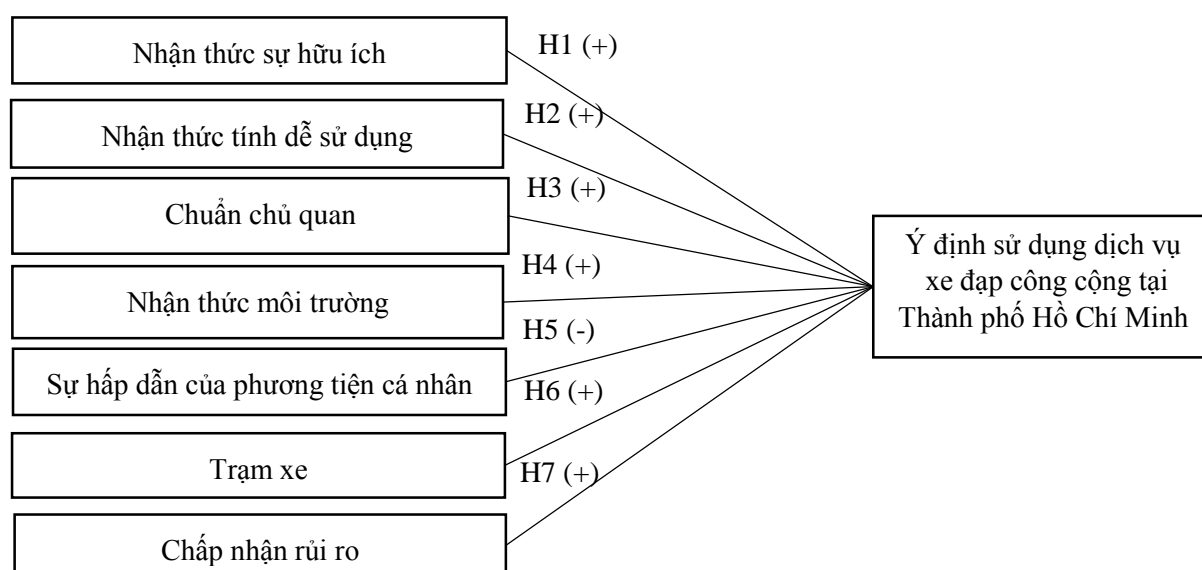 Nhận thức sự hữu ích
H1 (+)
Nhận thức tính dễ sử dụng
H2 (+)
Chuẩn chủ quan
H3 (+)
Nhận thức môi trường
H4 (+)
Sự hấp dẫn của phương tiện cá nhân
H5 (-)
Trạm xe
H6 (+)
Chấp nhận rủi ro
H7 (+)
Ý định sử dụng dịch vụ
xe đạp công cộng tại
Thành phố Hồ Chí Minh